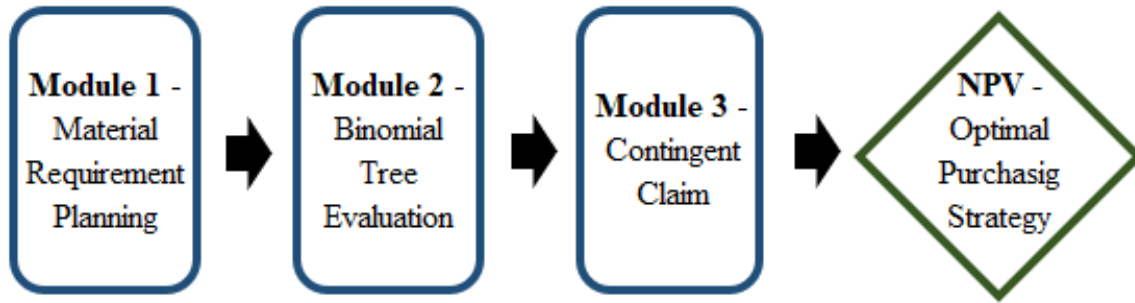 Module 1 -
Material
Requirement
Planning
Module 2 -
Binomial
Tree
Evaluation
Module 3 -
Contingent
Claim
NPV -
Optimal
Purchasig
Strategy